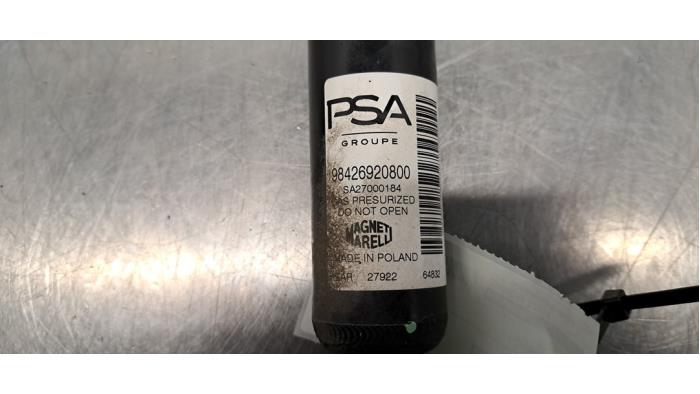 PSA
GROUPE
98426920800
SA27000184
GAS PRESURIZED
DO NOT OPEN
MAGNETI
MARELLI
MADE IN POLAND
27922 64832